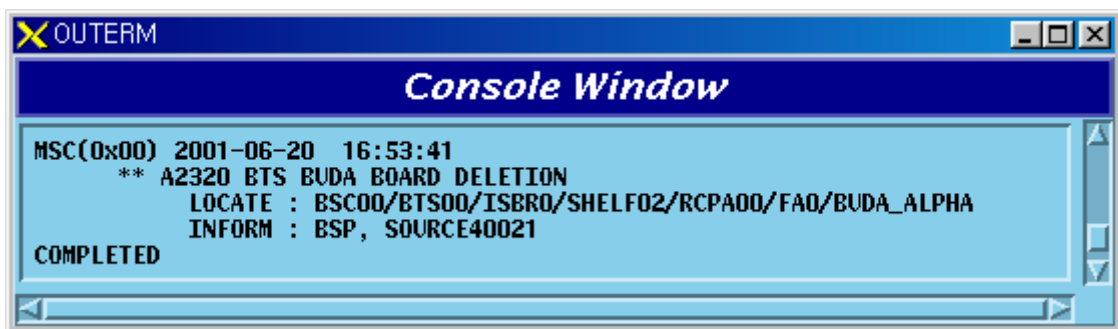 OUTERM
Console Window
MSC(0x00) 2001-06-20 16:53:41
** A2320 BTS BUDA BOARD DELETION
LOCATE : BSC00/BTS00/ISBR0/SHELF02/RCPA00/FA0/BUDA_ALPHA
INFORM : BSP, SOURCE40021
COMPLETED